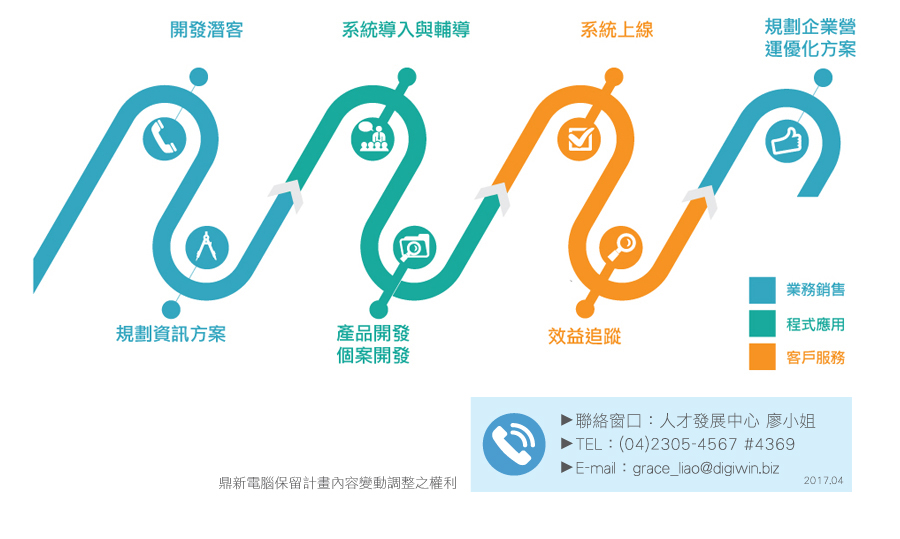 開發潛客
系統導入與輔導
系統上線
規劃企業營
運優化方案
規劃資訊方案
產品開發
個案開發
效益追蹤
業務銷售
程式應用
客戶服務
▶聯絡窗口：人才發展中心 廖小姐
▶TEL：(04)2305-4567 #4369
▶E-mail：grace_liao@digiwin.biz
2017.04
鼎新電腦保留計畫內容變動調整之權利